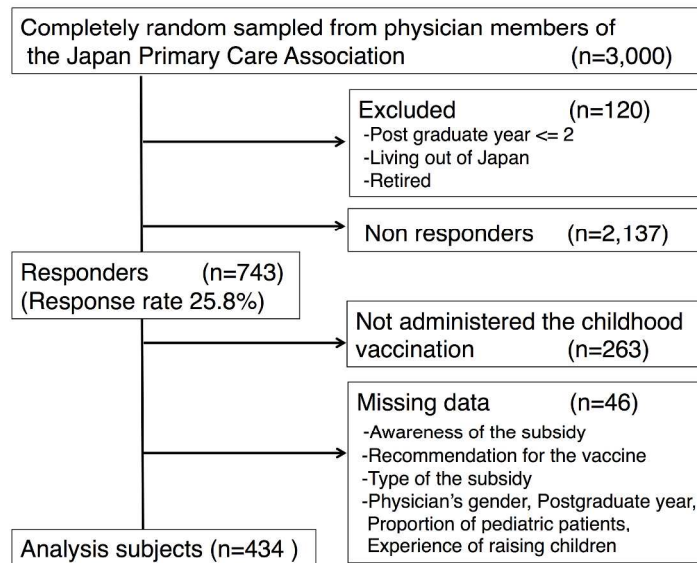 Completely random sampled from physician members of
the Japan Primary Care Association (n=3,000)
Excluded (n=120)
-Post graduate year <= 2
-Living out of Japan
-Retired
Non responders (n=2,137)
Responders (n=743)
(Response rate 25.8%)
Not administered the childhood
vaccination (n=263)
Missing data (n=46)
-Awareness of the subsidy
-Recommendation for the vaccine
-Type of the subsidy
-Physician's gender, Postgraduate year,
Proportion of pediatric patients,
Experience of raising children
Analysis subjects (n=434 )